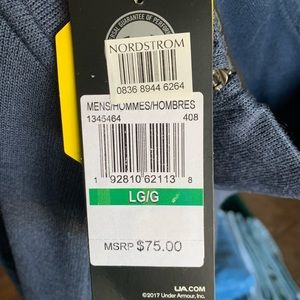 NORDSTROM
0836 8944 6264
MENS/HOMMES/HOMBRES
1345464 408
1 92810 62113 8
LG/G
MSRP $75.00
UA.COM
©2017 Under Armour, Inc.